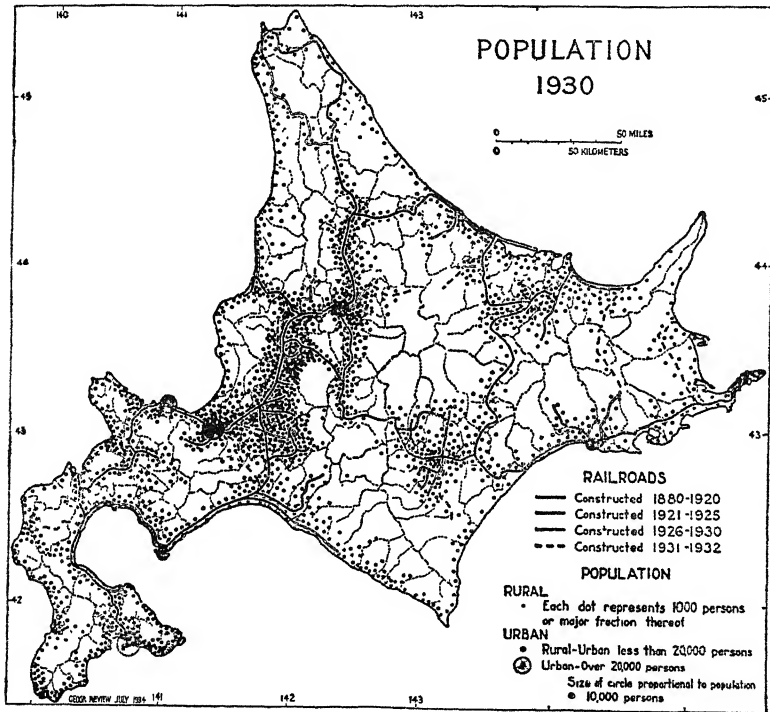 140 141 143
POPULATION
1930
45 45
0 50 MILES
0 50 KILOMETERS
44 44
43 43
RAILROADS
Constructed 1880-1920
Constructed 1921-1925
Constructed 1926-1930
Constructed 1931-1932
POPULATION
42
RURAL
Each dot represents 1000 persons
or major fraction thereof
URBAN
Rural-Urban less than 20,000 persons
Urban-Over 20,000 persons
Size of circle proportional to population
10,000 persons
GEOGR. REVIEW JULY 1934 141 142 143